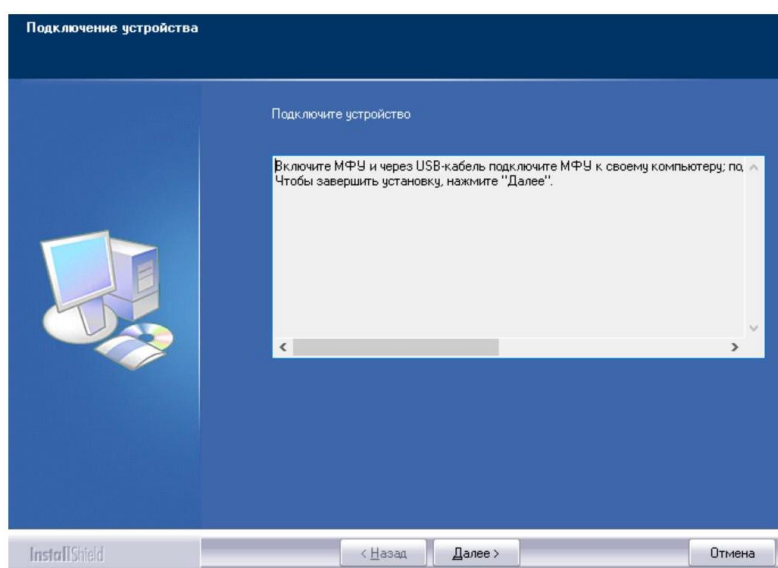 Подключение устройства
Подключите устройство
Включите МФУ и через USB-кабель подключите МФУ к своему компьютеру; по,
Чтобы завершить установку, нажмите "Далее".
InstallShield
< Назад
Далее >
Отмена